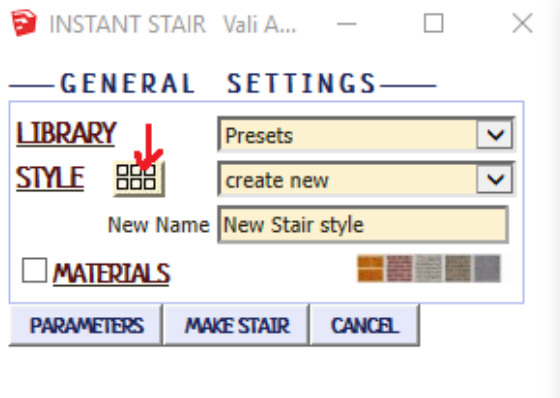 INSTANT STAIR Vali A...
GENERAL SETTINGS
LIBRARY Presets
STYLE create new
New Name New Stair style
MATERIALS
PARAMETERS MAKE STAIR CANCEL